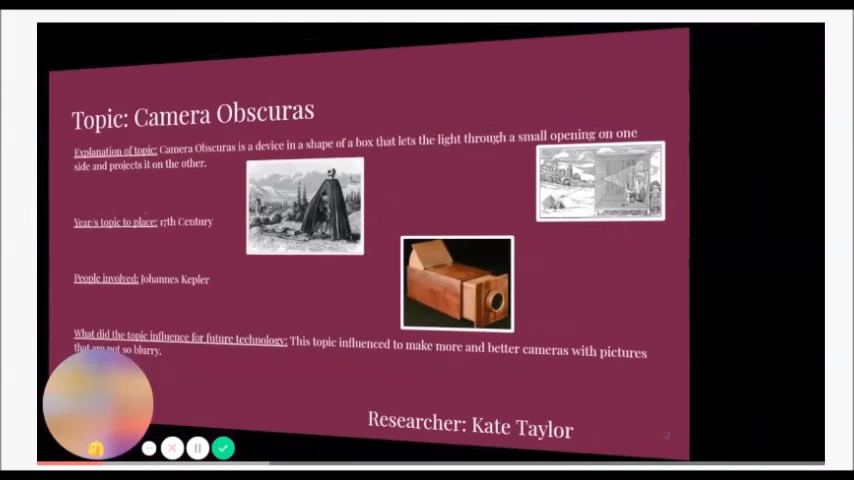 Topic: Camera Obscuras
Explanation of topic: Camera Obscuras is a device in a shape of a box that lets the light through a small opening on one
side and projects it on the other.
Year/s topic to place: 17th Century
People involved: Johannes Kepler
What did the topic influence for future technology: This topic influenced to make more and better cameras with pictures
that are not so blurry.
Researcher: Kate Taylor
2